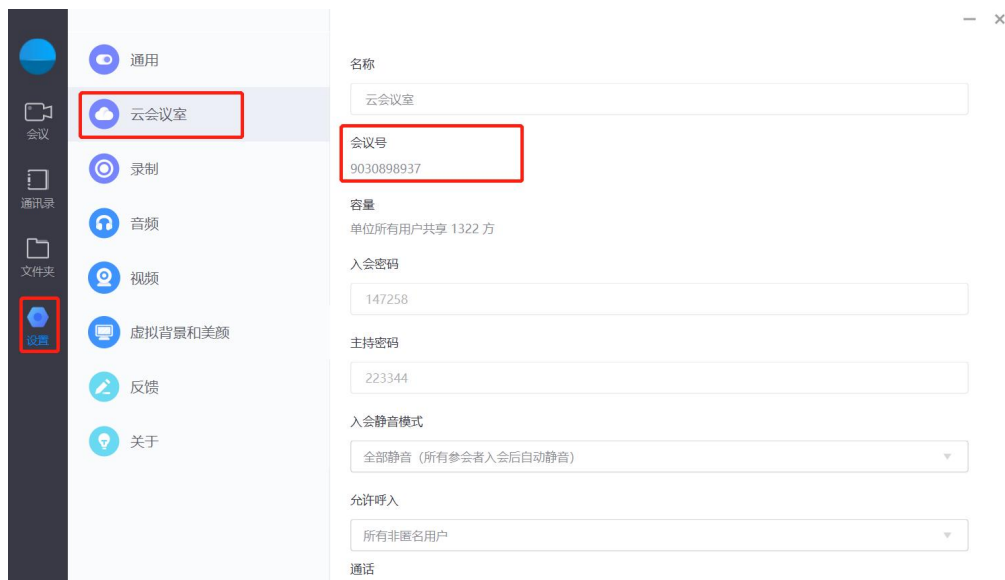 会议
通讯录
文件夹
设置
通用
云会议室
录制
音频
视频
虚拟背景和美颜
反馈
关于
名称
云会议室
会议号
9030898937
容量
单位所有用户共享 1322 方
入会密码
147258
主持密码
223344
入会静音模式
全部静音（所有参会者入会后自动静音）
允许呼入
所有非匿名用户
通话